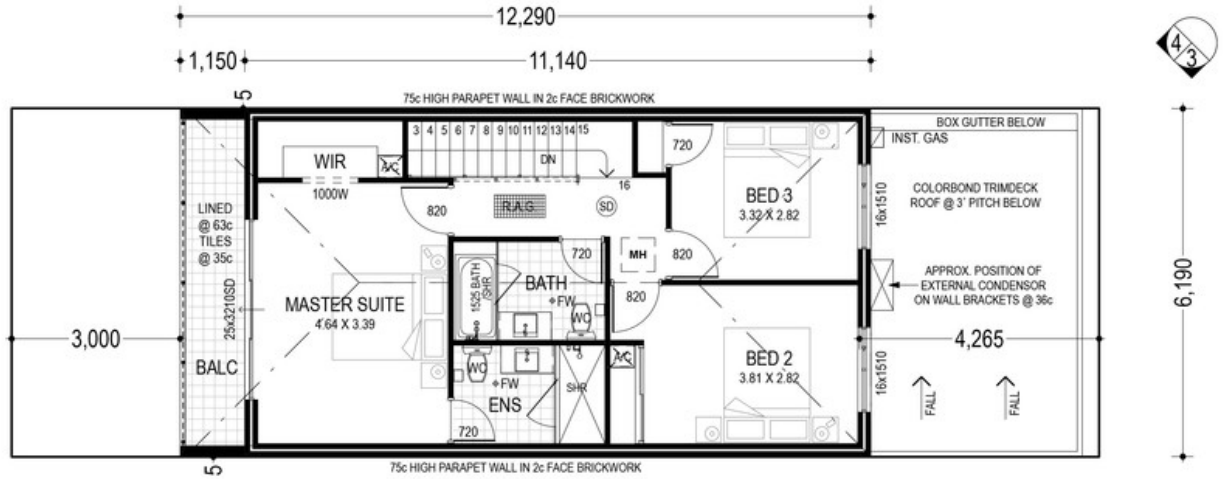 12,290
1,150
11,140
4
3
5
75c HIGH PARAPET WALL IN 2c FACE BRICKWORK
3 4 5 6 7 8 9 10 11 12 13 14 15
DN
16
WIR
A/C
1000W
820
R.A.G.
SD
720
BED 3
3.32 X 2.82
16x1510
BOX GUTTER BELOW
INST. GAS
COLORBOND TRIMDECK
ROOF @ 3° PITCH BELOW
LINED
@ 63c
TILES
@ 35c
25x3210SD
MASTER SUITE
4.64 X 3.39
BALC
3,000
1525 BATH
/SHR
BATH
720
FW
WC
MH
820
820
APPROX. POSITION OF
EXTERNAL CONDENSOR
ON WALL BRACKETS @ 36c
6,190
4,265
WC
FW
ENS
720
SHR
A/C
BED 2
3.81 X 2.82
16x1510
FALL
FALL
5
75c HIGH PARAPET WALL IN 2c FACE BRICKWORK